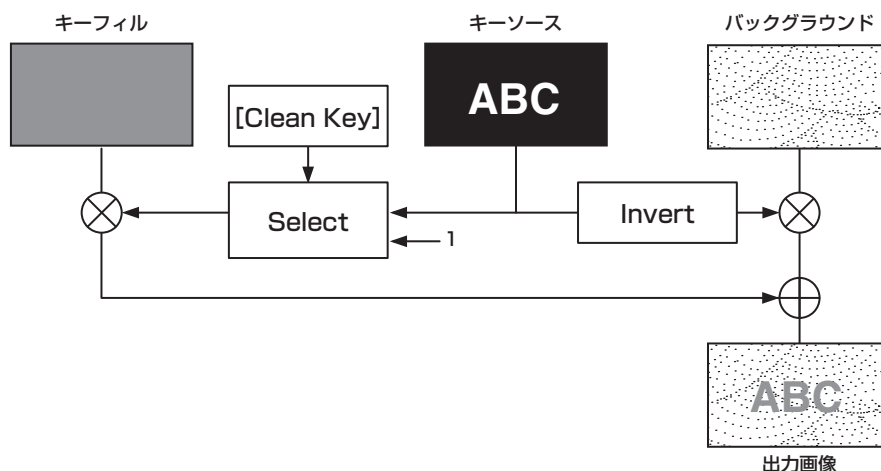 キーフィル
キーソース
バックグラウンド
ABC
[Clean Key]
Select
Invert
1
ABC
出力画像